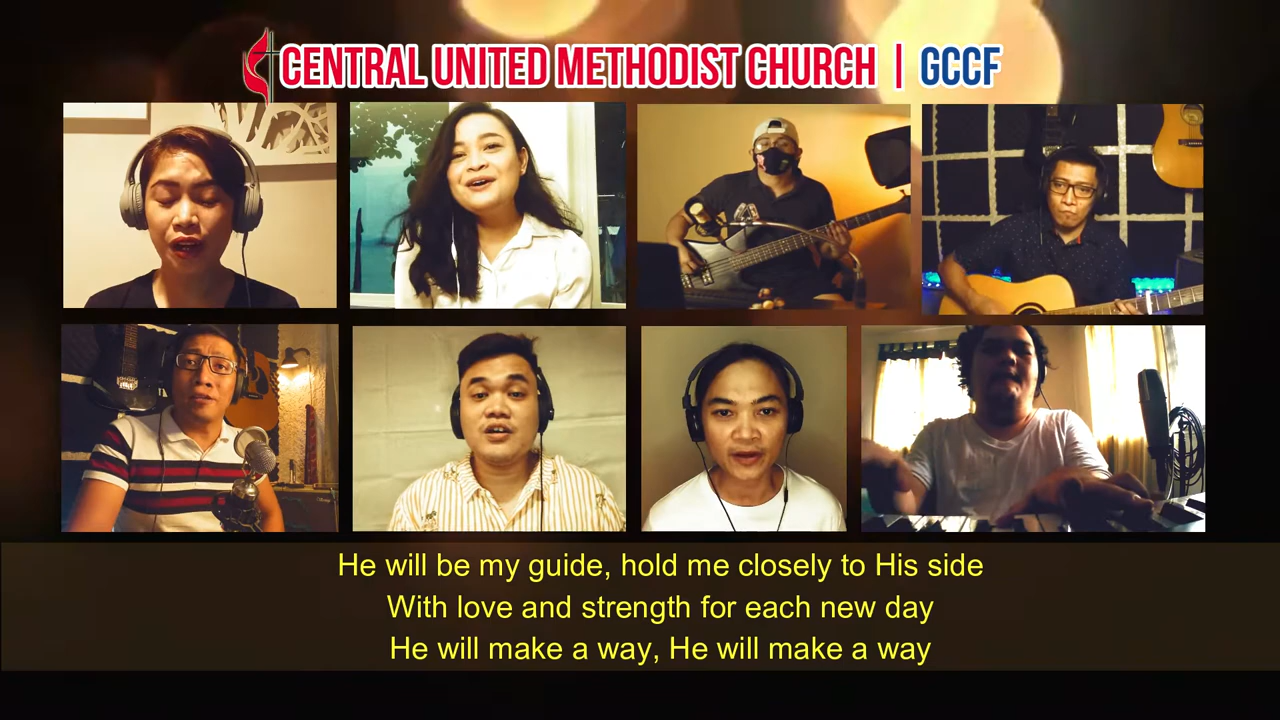 CENTRAL UNITED METHODIST CHURCH | GCCF
He will be my guide, hold me closely to His side
With love and strength for each new day
He will make a way, He will make a way